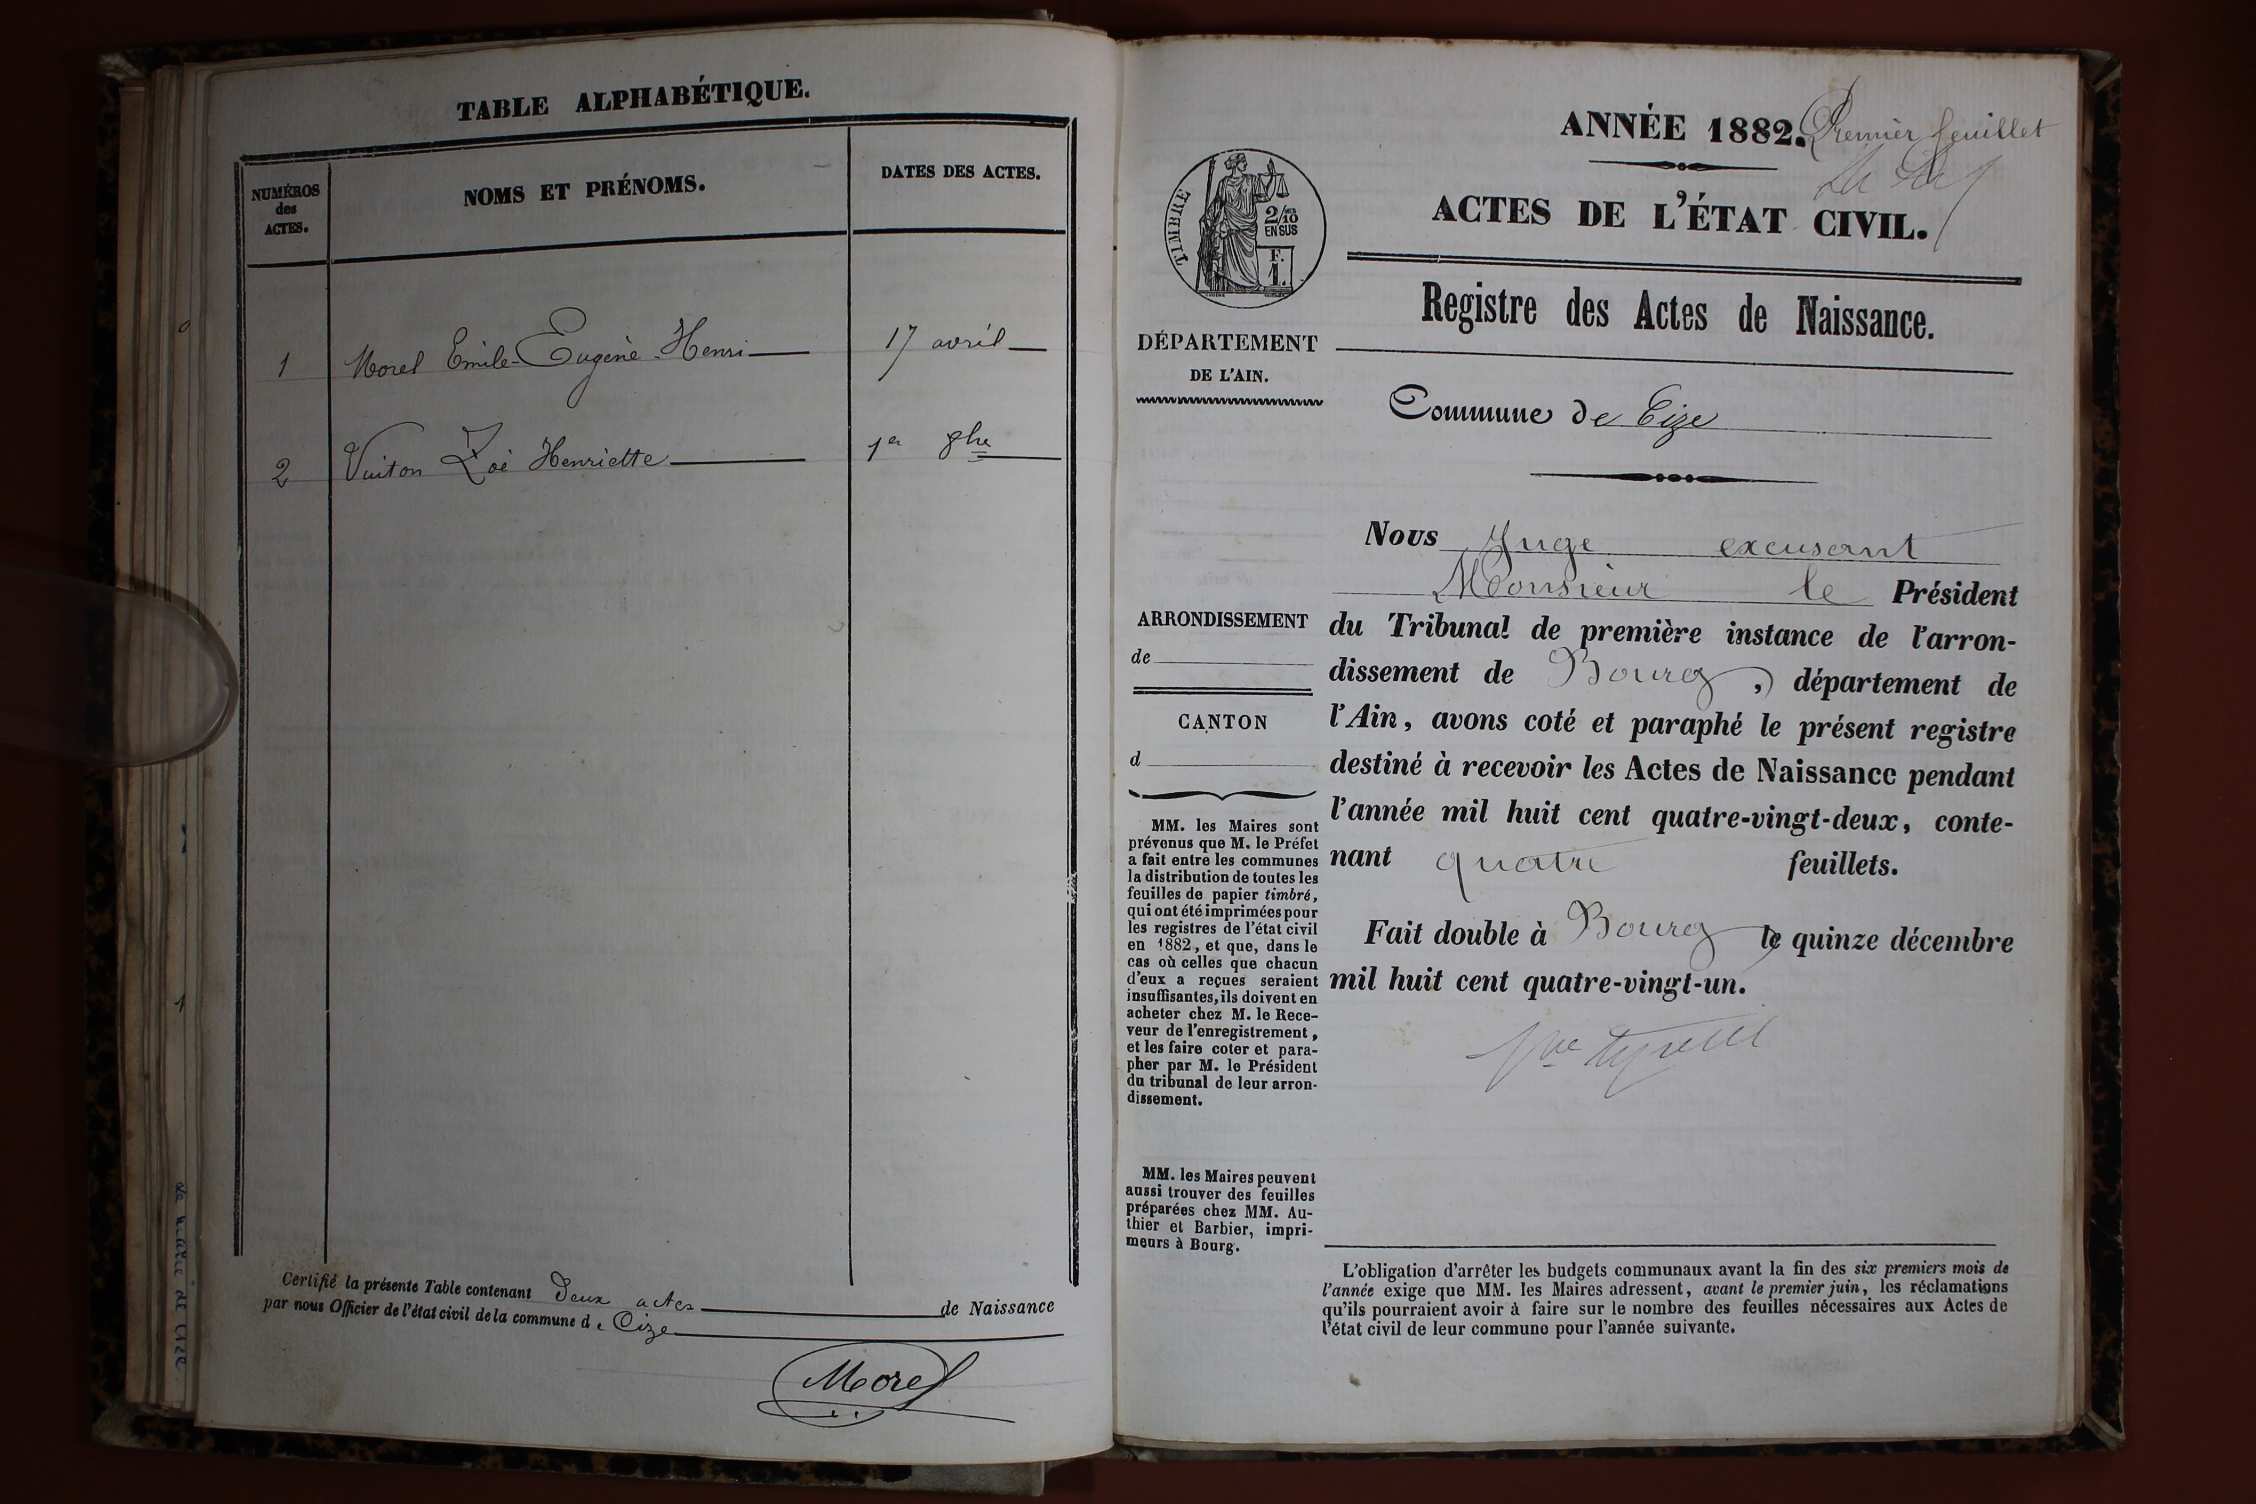 TABLE ALPHABÉTIQUE.
NUMÉROS
des
ACTES.
NOMS ET PRÉNOMS.
DATES DES ACTES.
1 Morel Emile-Eugène-Henri 17 avril
2 Vuiton Zoé Henriette 1er 9bre
Certifié la présente Table contenant Deux actes de Naissance
par nous Officier de l'état civil de la commune de Cize
Morel
ANNÉE 1882. Premier feuillet
ACTES DE L'ÉTAT CIVIL.
TIMBRE
2/10
EN SUS
F.
1.
Registre des Actes de Naissance.
DÉPARTEMENT
DE L'AIN.
Commune de Cize
ARRONDISSEMENT
de
CANTON
d
MM. les Maires sont
prévenus que M. le Préfet
a fait entre les communes
la distribution de toutes les
feuilles de papier timbré,
qui ont été imprimées pour
les registres de l'état civil
en 1882, et que, dans le
cas où celles que chacun
d'eux a reçues seraient
insuffisantes, ils doivent en
acheter chez M. le Rece-
veur de l'enregistrement,
et les faire coter et para-
pher par M. le Président
du tribunal de leur arron-
dissement.
MM. les Maires peuvent
aussi trouver des feuilles
préparées chez MM. Au-
thier et Barbier, impri-
meurs à Bourg.
Nous Juge excusant
Monsieur le Président
du Tribunal de première instance de l'arron-
dissement de Bourg, département de
l'Ain, avons coté et paraphé le présent registre
destiné à recevoir les Actes de Naissance pendant
l'année mil huit cent quatre-vingt-deux, conte-
nant quatre feuillets.
Fait double à Bourg le quinze décembre
mil huit cent quatre-vingt-un.
L'obligation d'arrêter les budgets communaux avant la fin des six premiers mois de
l'année exige que MM. les Maires adressent, avant le premier juin, les réclamations
qu'ils pourraient avoir à faire sur le nombre des feuilles nécessaires aux Actes de
l'état civil de leur commune pour l'année suivante.